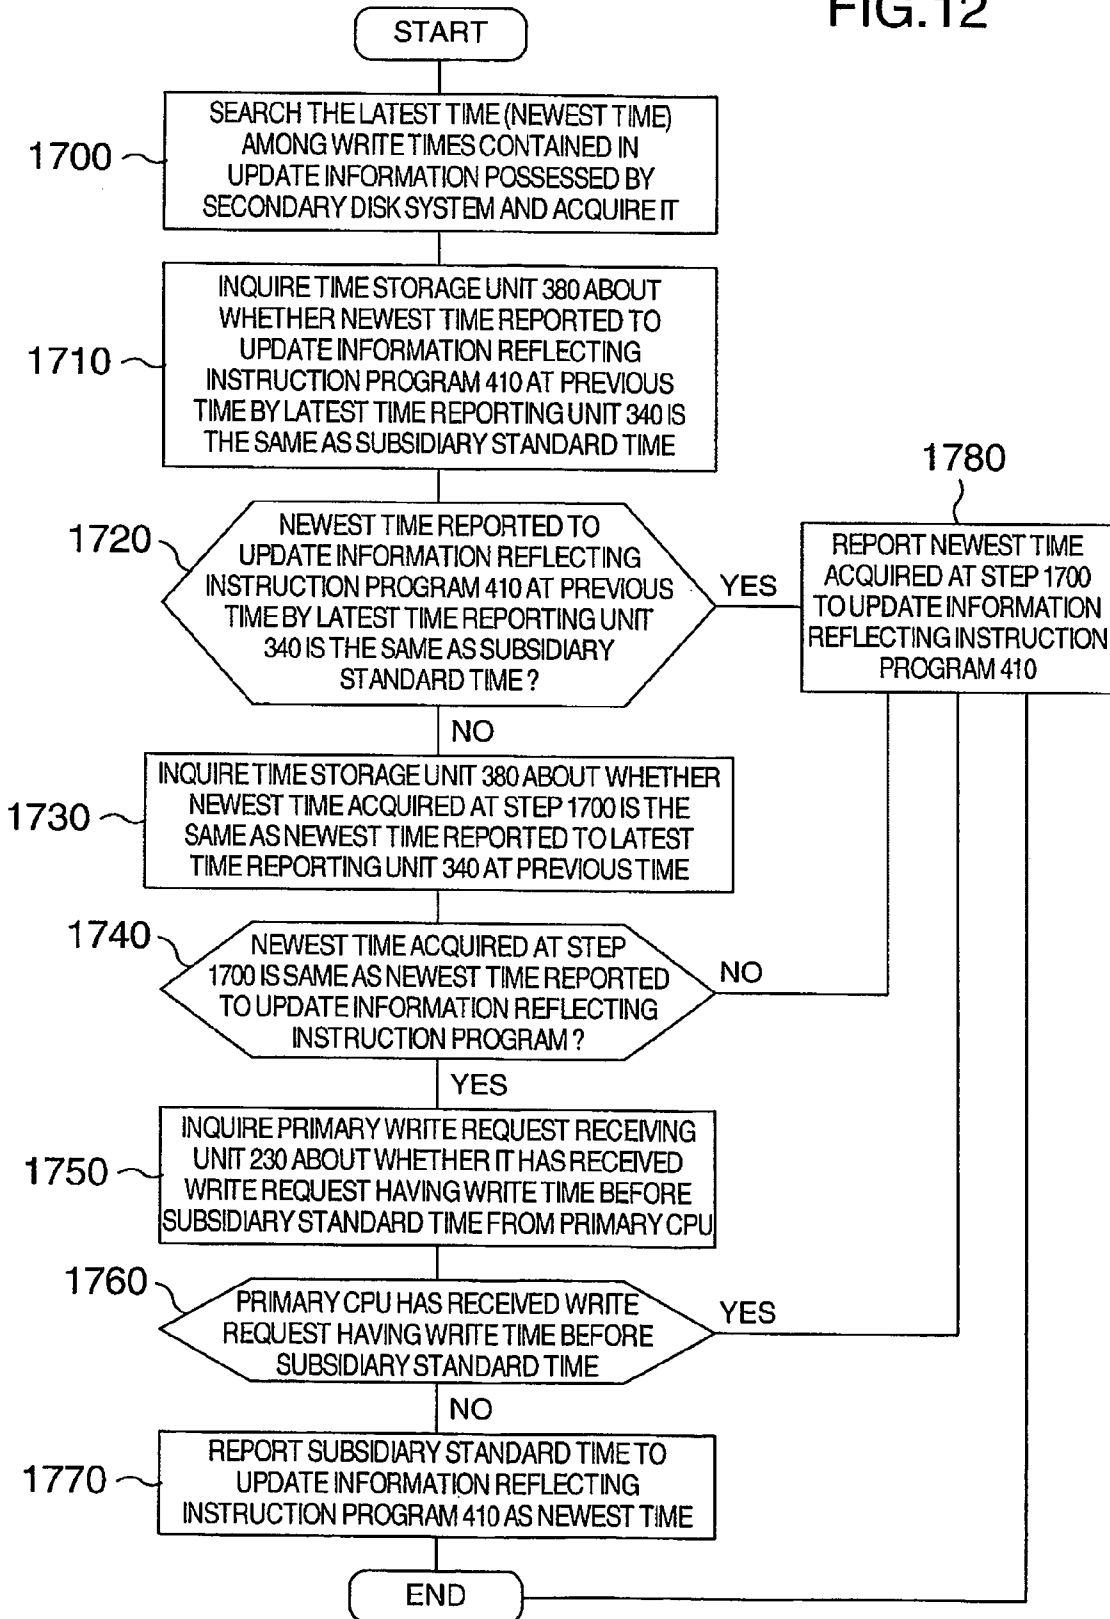 FIG.12
START
1700
SEARCH THE LATEST TIME (NEWEST TIME)
AMONG WRITE TIMES CONTAINED IN
UPDATE INFORMATION POSSESSED BY
SECONDARY DISK SYSTEM AND ACQUIRE IT
1710
INQUIRE TIME STORAGE UNIT 380 ABOUT
WHETHER NEWEST TIME REPORTED TO
UPDATE INFORMATION REFLECTING
INSTRUCTION PROGRAM 410 AT PREVIOUS
TIME BY LATEST TIME REPORTING UNIT 340 IS
THE SAME AS SUBSIDIARY STANDARD TIME
1720
NEWEST TIME REPORTED TO
UPDATE INFORMATION REFLECTING
INSTRUCTION PROGRAM 410 AT PREVIOUS
TIME BY LATEST TIME REPORTING UNIT
340 IS THE SAME AS SUBSIDIARY
STANDARD TIME?
YES
NO
1780
REPORT NEWEST TIME
ACQUIRED AT STEP 1700
TO UPDATE INFORMATION
REFLECTING INSTRUCTION
PROGRAM 410
1730
INQUIRE TIME STORAGE UNIT 380 ABOUT WHETHER
NEWEST TIME ACQUIRED AT STEP 1700 IS THE
SAME AS NEWEST TIME REPORTED TO LATEST
TIME REPORTING UNIT 340 AT PREVIOUS TIME
1740
NEWEST TIME ACQUIRED AT STEP
1700 IS SAME AS NEWEST TIME REPORTED
TO UPDATE INFORMATION REFLECTING
INSTRUCTION PROGRAM?
NO
YES
1750
INQUIRE PRIMARY WRITE REQUEST RECEIVING
UNIT 230 ABOUT WHETHER IT HAS RECEIVED
WRITE REQUEST HAVING WRITE TIME BEFORE
SUBSIDIARY STANDARD TIME FROM PRIMARY CPU
1760
PRIMARY CPU HAS RECEIVED WRITE
REQUEST HAVING WRITE TIME BEFORE
SUBSIDIARY STANDARD TIME
YES
NO
1770
REPORT SUBSIDIARY STANDARD TIME TO
UPDATE INFORMATION REFLECTING
INSTRUCTION PROGRAM 410 AS NEWEST TIME
END